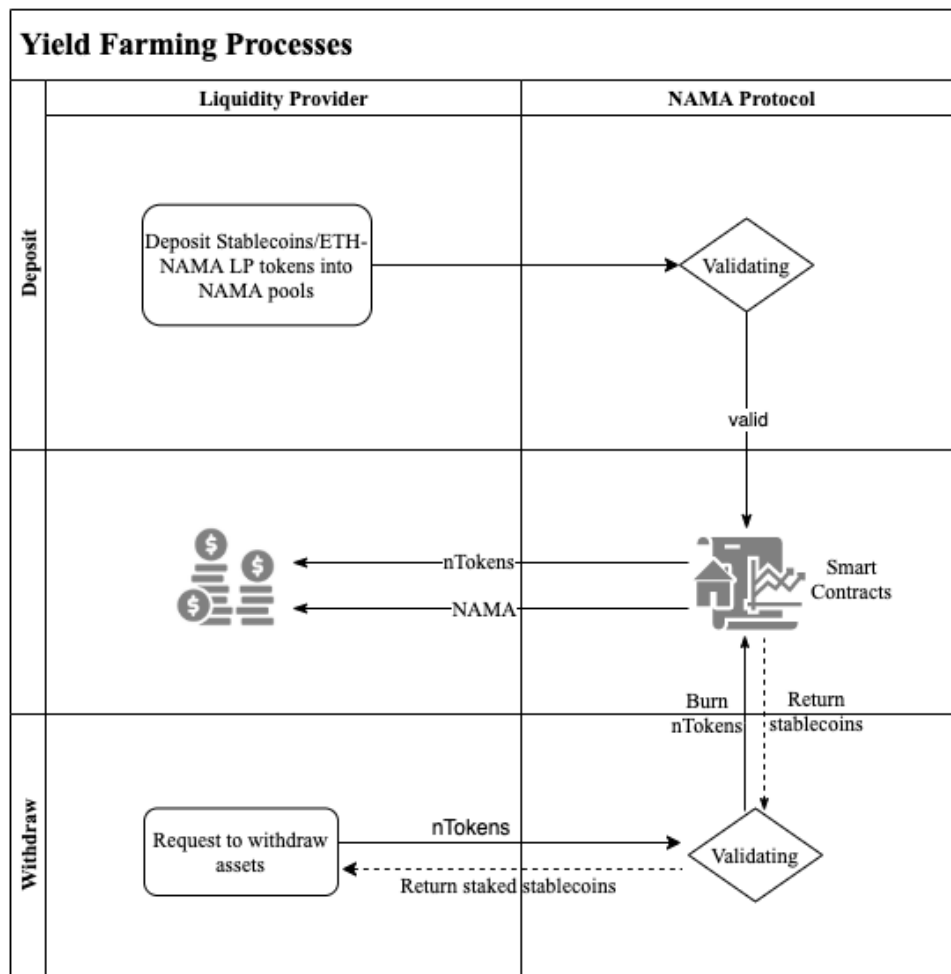 Yield Farming Processes
Liquidity Provider
NAMA Protocol
Deposit
Deposit Stablecoins/ETH-
NAMA LP tokens into
NAMA pools
Validating
valid
$
$
$
nTokens
NAMA
Smart
Contracts
Burn
nTokens
Return
stablecoins
Withdraw
Request to withdraw
assets
nTokens
Return staked stablecoins
Validating